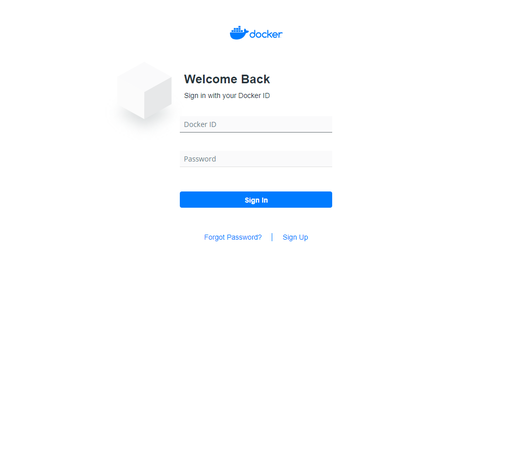 docker
Welcome Back
Sign in with your Docker ID
Docker ID
Password
Sign In
Forgot Password? | Sign Up